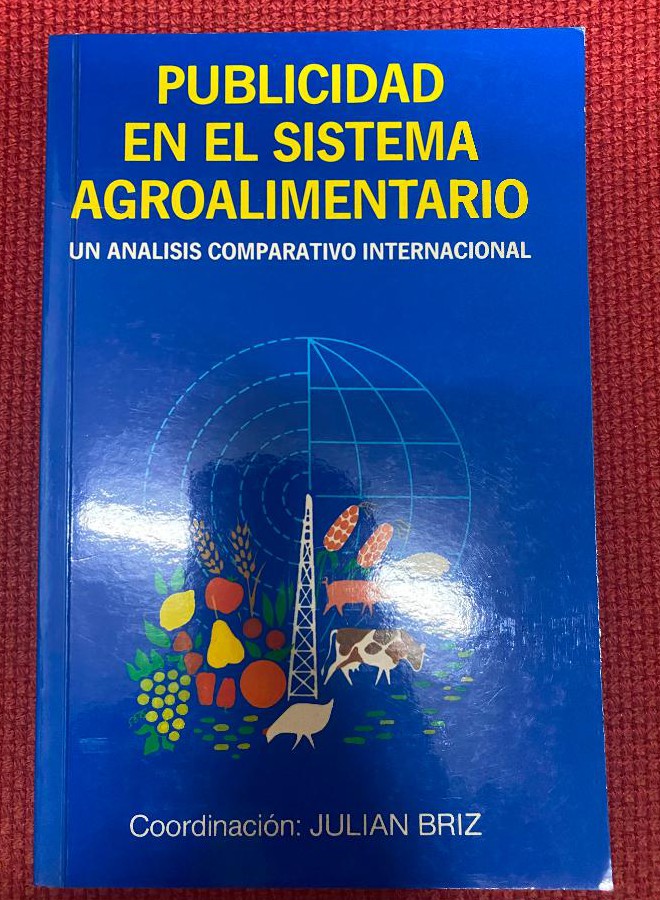 PUBLICIDAD
EN EL SISTEMA
AGROALIMENTARIO
UN ANALISIS COMPARATIVO INTERNACIONAL
Coordinación: JULIAN BRIZ